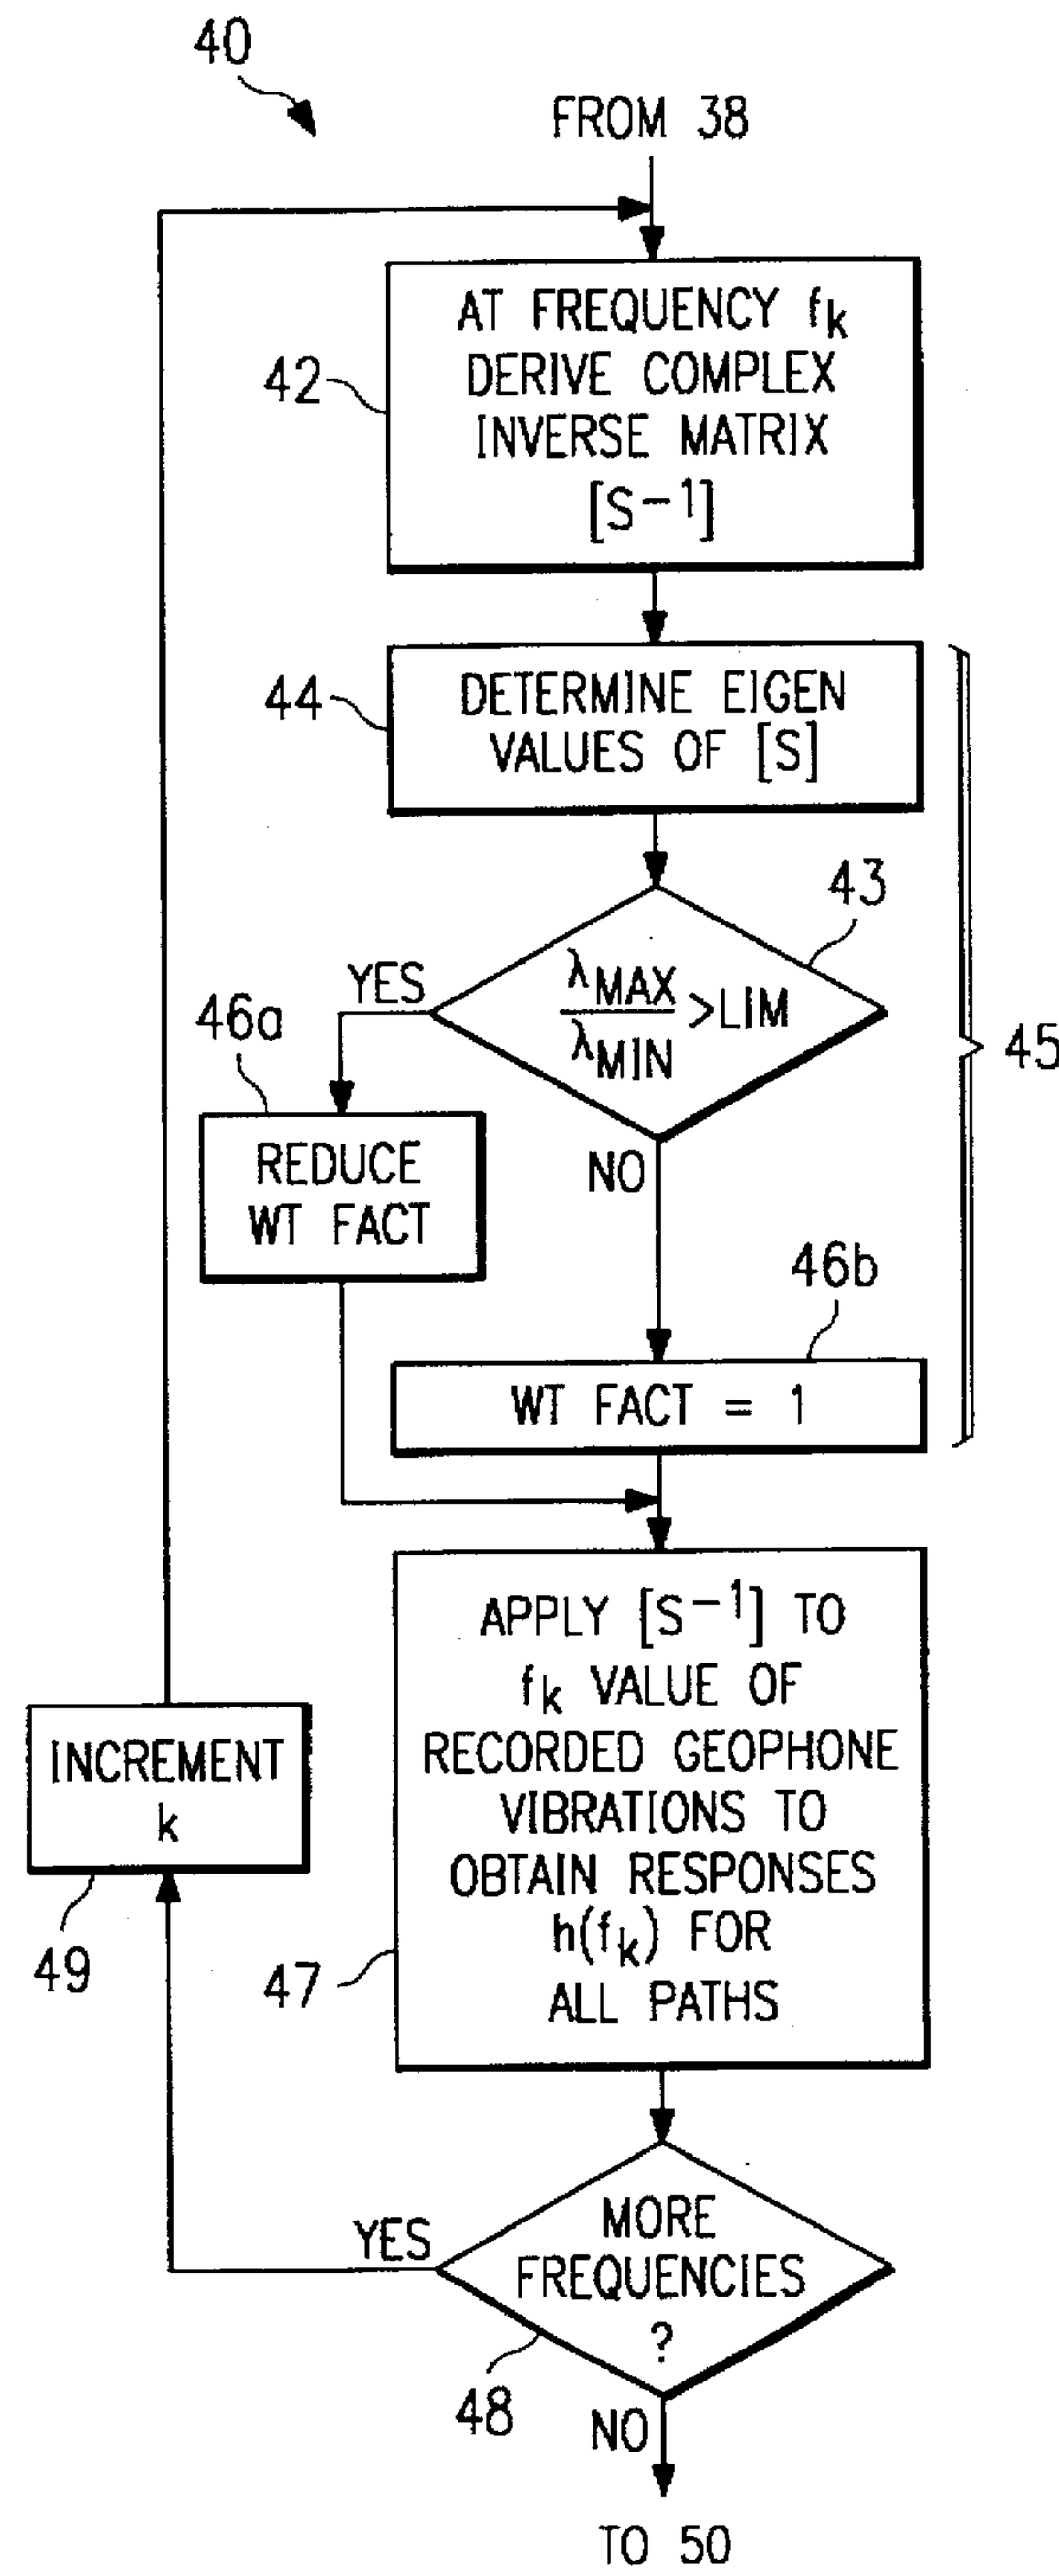 40
FROM 38
AT FREQUENCY fk
DERIVE COMPLEX
INVERSE MATRIX
[S-1]
42
DETERMINE EIGEN
VALUES OF [S]
44
43
λMAX
λMIN
>LIM
YES
46a
REDUCE
WT FACT
45
NO
46b
WT FACT = 1
APPLY [S-1] TO
fk VALUE OF
RECORDED GEOPHONE
VIBRATIONS TO
OBTAIN RESPONSES
h(fk) FOR
ALL PATHS
47
INCREMENT
k
49
MORE
FREQUENCIES
?
YES
48
NO
TO 50